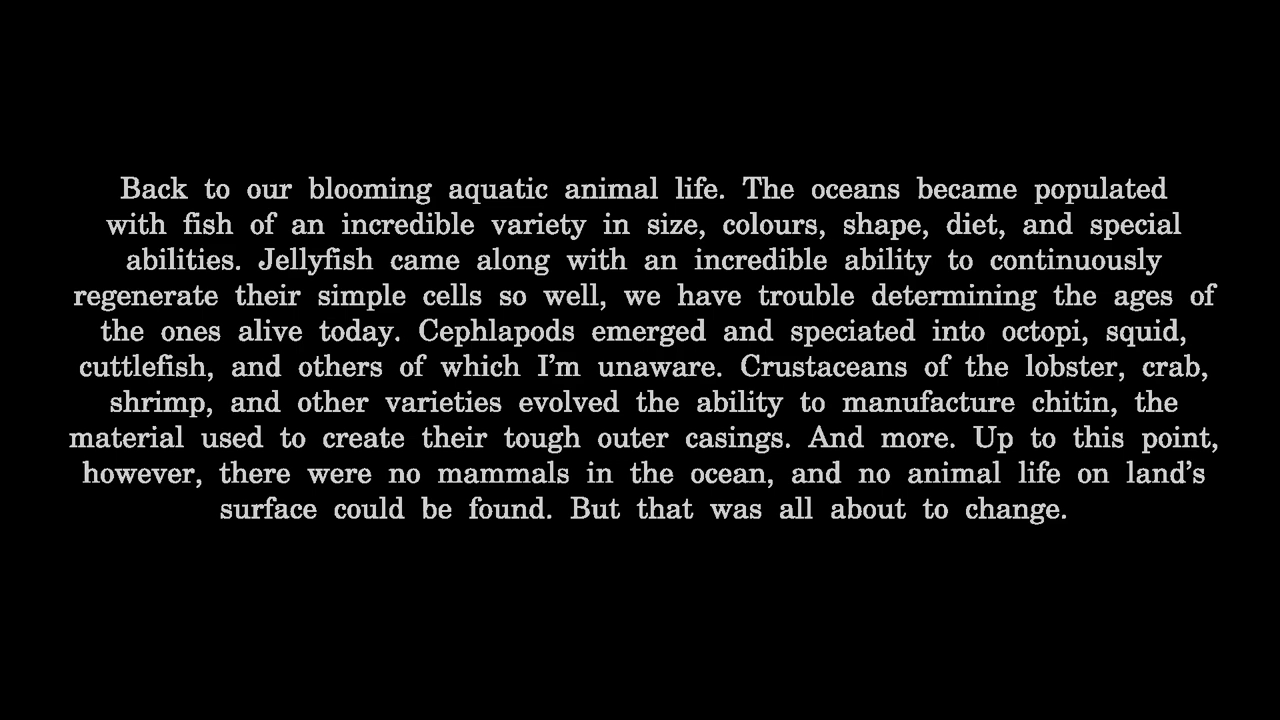 Back to our blooming aquatic animal life. The oceans became populated
with fish of an incredible variety in size, colours, shape, diet, and special
abilities. Jellyfish came along with an incredible ability to continuously
regenerate their simple cells so well, we have trouble determining the ages of
the ones alive today. Cephlapods emerged and speciated into octopi, squid,
cuttlefish, and others of which I'm unaware. Crustaceans of the lobster, crab,
shrimp, and other varieties evolved the ability to manufacture chitin, the
material used to create their tough outer casings. And more. Up to this point,
however, there were no mammals in the ocean, and no animal life on land's
surface could be found. But that was all about to change.